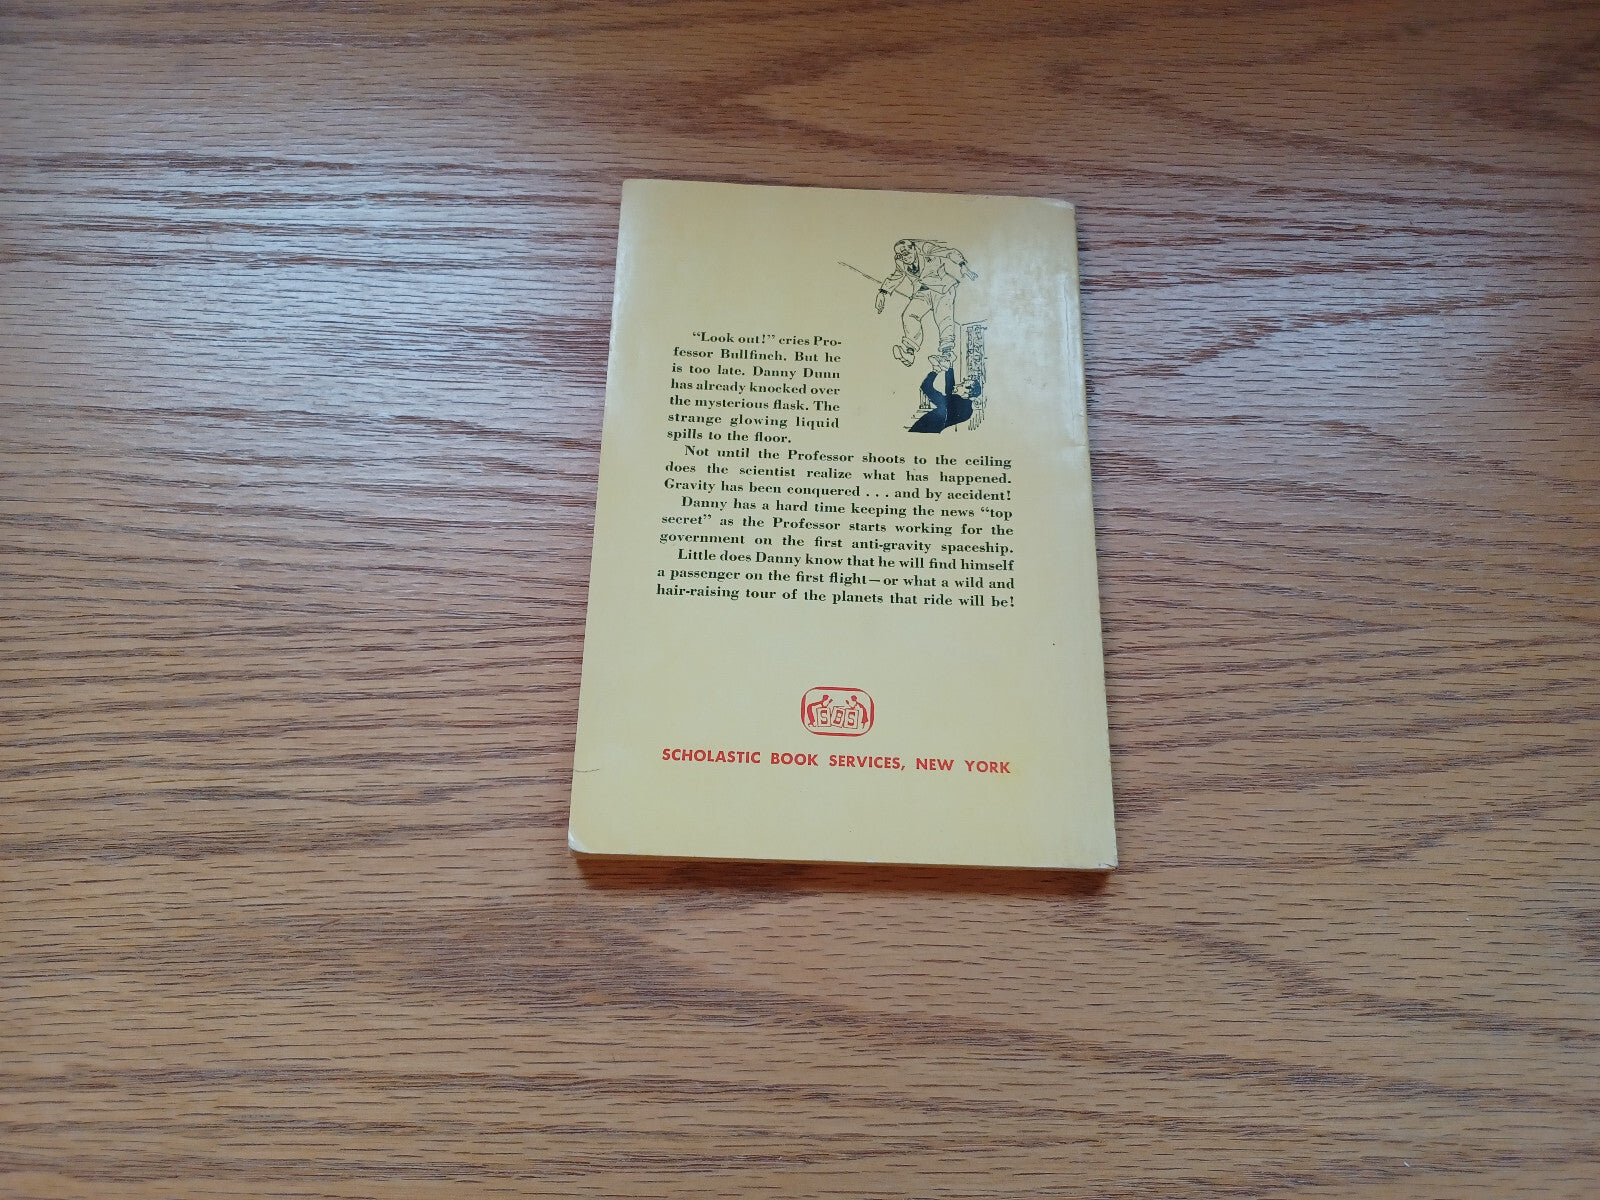 “Look out!” cries Pro-
fessor Bullfinch. But he
is too late. Danny Dunn
has already knocked over
the mysterious flask. The
strange glowing liquid
spills to the floor.
Not until the Professor shoots to the ceiling
does the scientist realize what has happened.
Gravity has been conquered . . . and by accident!
Danny has a hard time keeping the news “top
secret” as the Professor starts working for the
government on the first anti-gravity spaceship.
Little does Danny know that he will find himself
a passenger on the first flight—or what a wild and
hair-raising tour of the planets that ride will be!
SBS
SCHOLASTIC BOOK SERVICES, NEW YORK